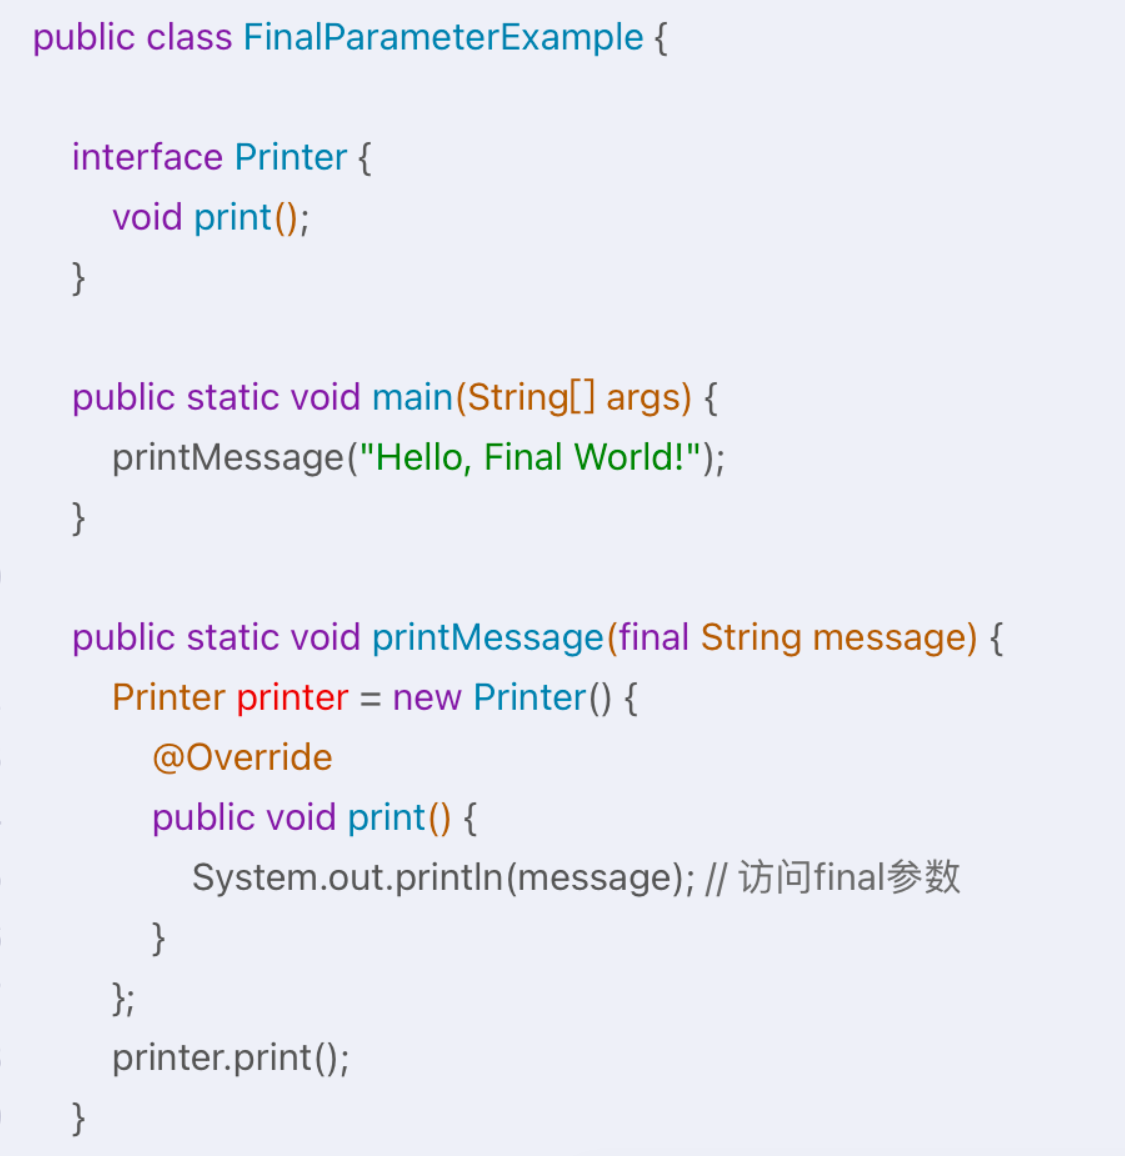 public class FinalParameterExample {
interface Printer {
void print();
}
public static void main(String[] args) {
printMessage("Hello, Final World!");
}
public static void printMessage(final String message) {
Printer printer = new Printer() {
@Override
public void print() {
System.out.println(message); // 访问final参数
}
};
printer.print();
}